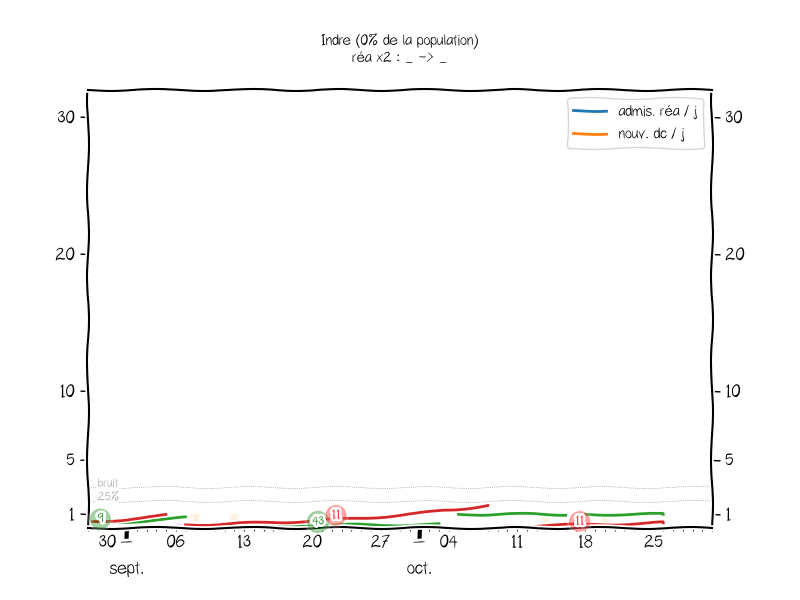 Indre (0% de la population)
réa x2 : _ -> _
admis. réa / j
nouv. dc / j
30 30
20 20
10 10
5 5
bruit
25%
1 1
9 43 11 11
30 06 13 20 27 04 11 18 25
sept. oct.